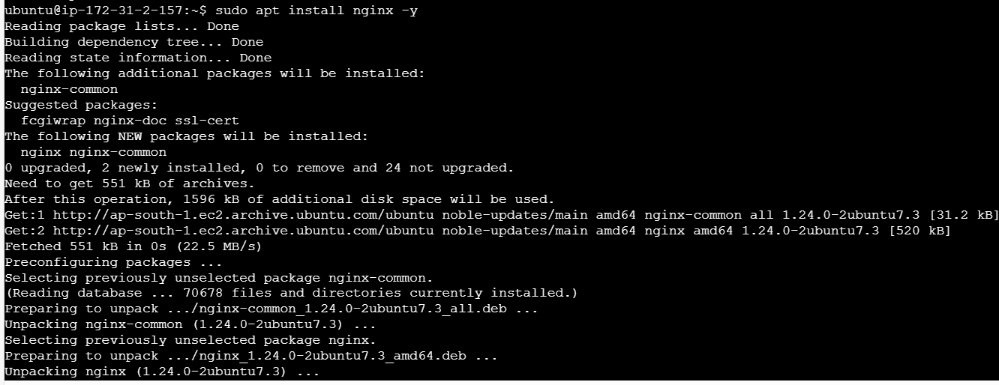 ubuntu@ip-172-31-2-157:~$ sudo apt install nginx -y
Reading package lists... Done
Building dependency tree... Done
Reading state information... Done
The following additional packages will be installed:
  nginx-common
Suggested packages:
  fcgiwrap nginx-doc ssl-cert
The following NEW packages will be installed:
  nginx nginx-common
0 upgraded, 2 newly installed, 0 to remove and 24 not upgraded.
Need to get 551 kB of archives.
After this operation, 1596 kB of additional disk space will be used.
Get:1 http://ap-south-1.ec2.archive.ubuntu.com/ubuntu noble-updates/main amd64 nginx-common all 1.24.0-2ubuntu7.3 [31.2 kB]
Get:2 http://ap-south-1.ec2.archive.ubuntu.com/ubuntu noble-updates/main amd64 nginx amd64 1.24.0-2ubuntu7.3 [520 kB]
Fetched 551 kB in 0s (22.5 MB/s)
Preconfiguring packages ...
Selecting previously unselected package nginx-common.
(Reading database ... 70678 files and directories currently installed.)
Preparing to unpack .../nginx-common_1.24.0-2ubuntu7.3_all.deb ...
Unpacking nginx-common (1.24.0-2ubuntu7.3) ...
Selecting previously unselected package nginx.
Preparing to unpack .../nginx_1.24.0-2ubuntu7.3_amd64.deb ...
Unpacking nginx (1.24.0-2ubuntu7.3) ...